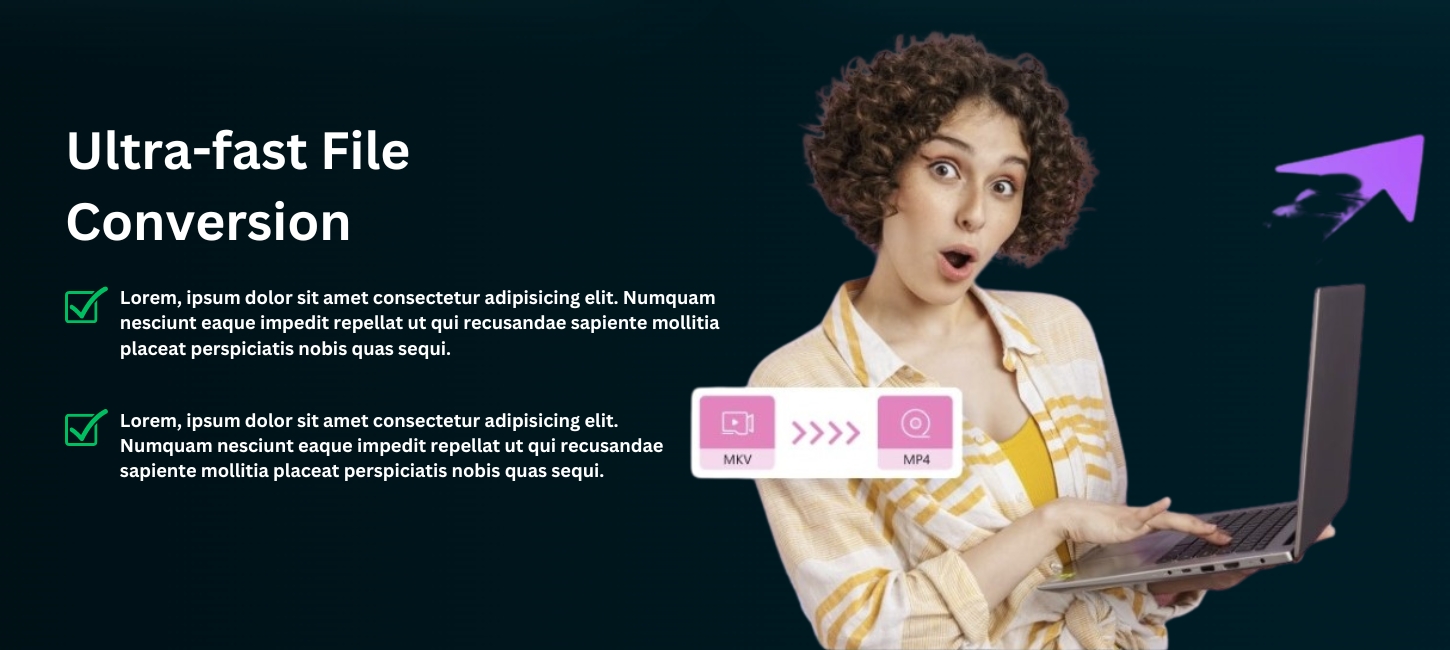 Ultra-fast File
Conversion
Lorem, ipsum dolor sit amet consectetur adipisicing elit. Numquam
nesciunt eaque impedit repellat ut qui recusandae sapiente mollitia
placeat perspiciatis nobis quas sequi.
Lorem, ipsum dolor sit amet consectetur adipisicing elit.
Numquam nesciunt eaque impedit repellat ut qui recusandae
sapiente mollitia placeat perspiciatis nobis quas sequi.
MKV
MP4